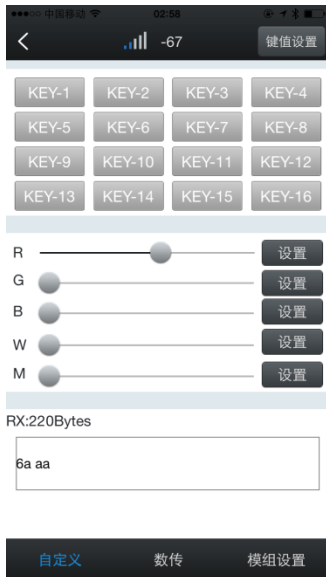 中国移动 02:58
-67 键值设置
KEY-1 KEY-2 KEY-3 KEY-4
KEY-5 KEY-6 KEY-7 KEY-8
KEY-9 KEY-10 KEY-11 KEY-12
KEY-13 KEY-14 KEY-15 KEY-16
R 设置
G 设置
B 设置
W 设置
M 设置
RX:220Bytes
6a aa
自定义 数传 模组设置